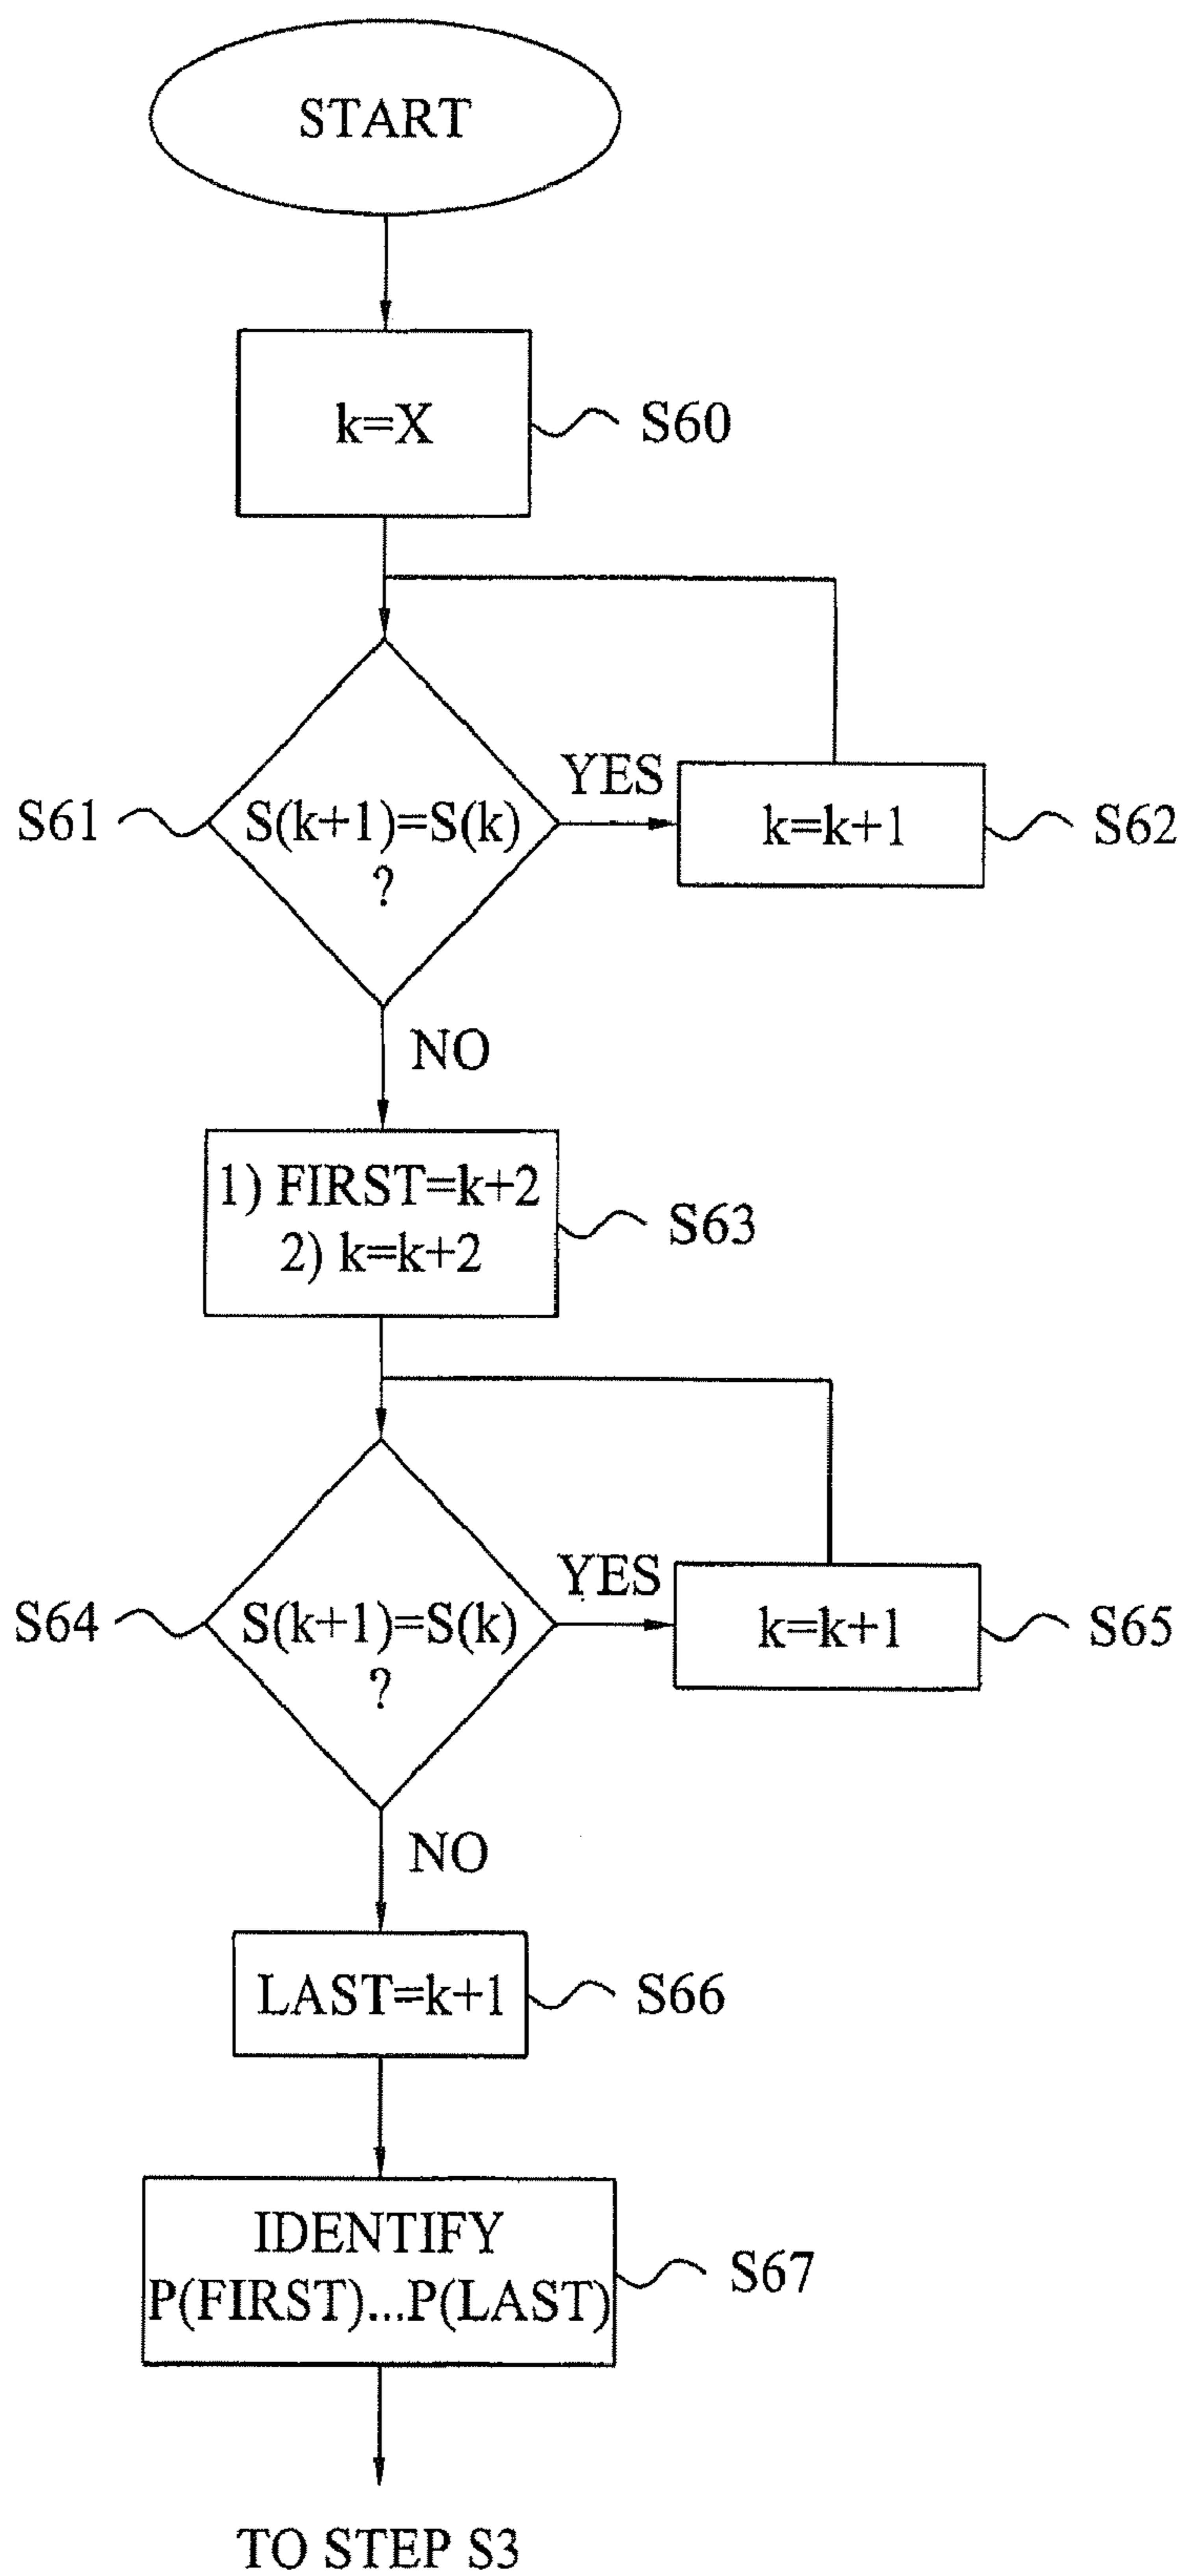 START
k=X
S60
S61
S(k+1)=S(k)
?
YES
k=k+1
S62
NO
1) FIRST=k+2
2) k=k+2
S63
S64
S(k+1)=S(k)
?
YES
k=k+1
S65
NO
LAST=k+1
S66
IDENTIFY
P(FIRST)...P(LAST)
S67
TO STEP S3